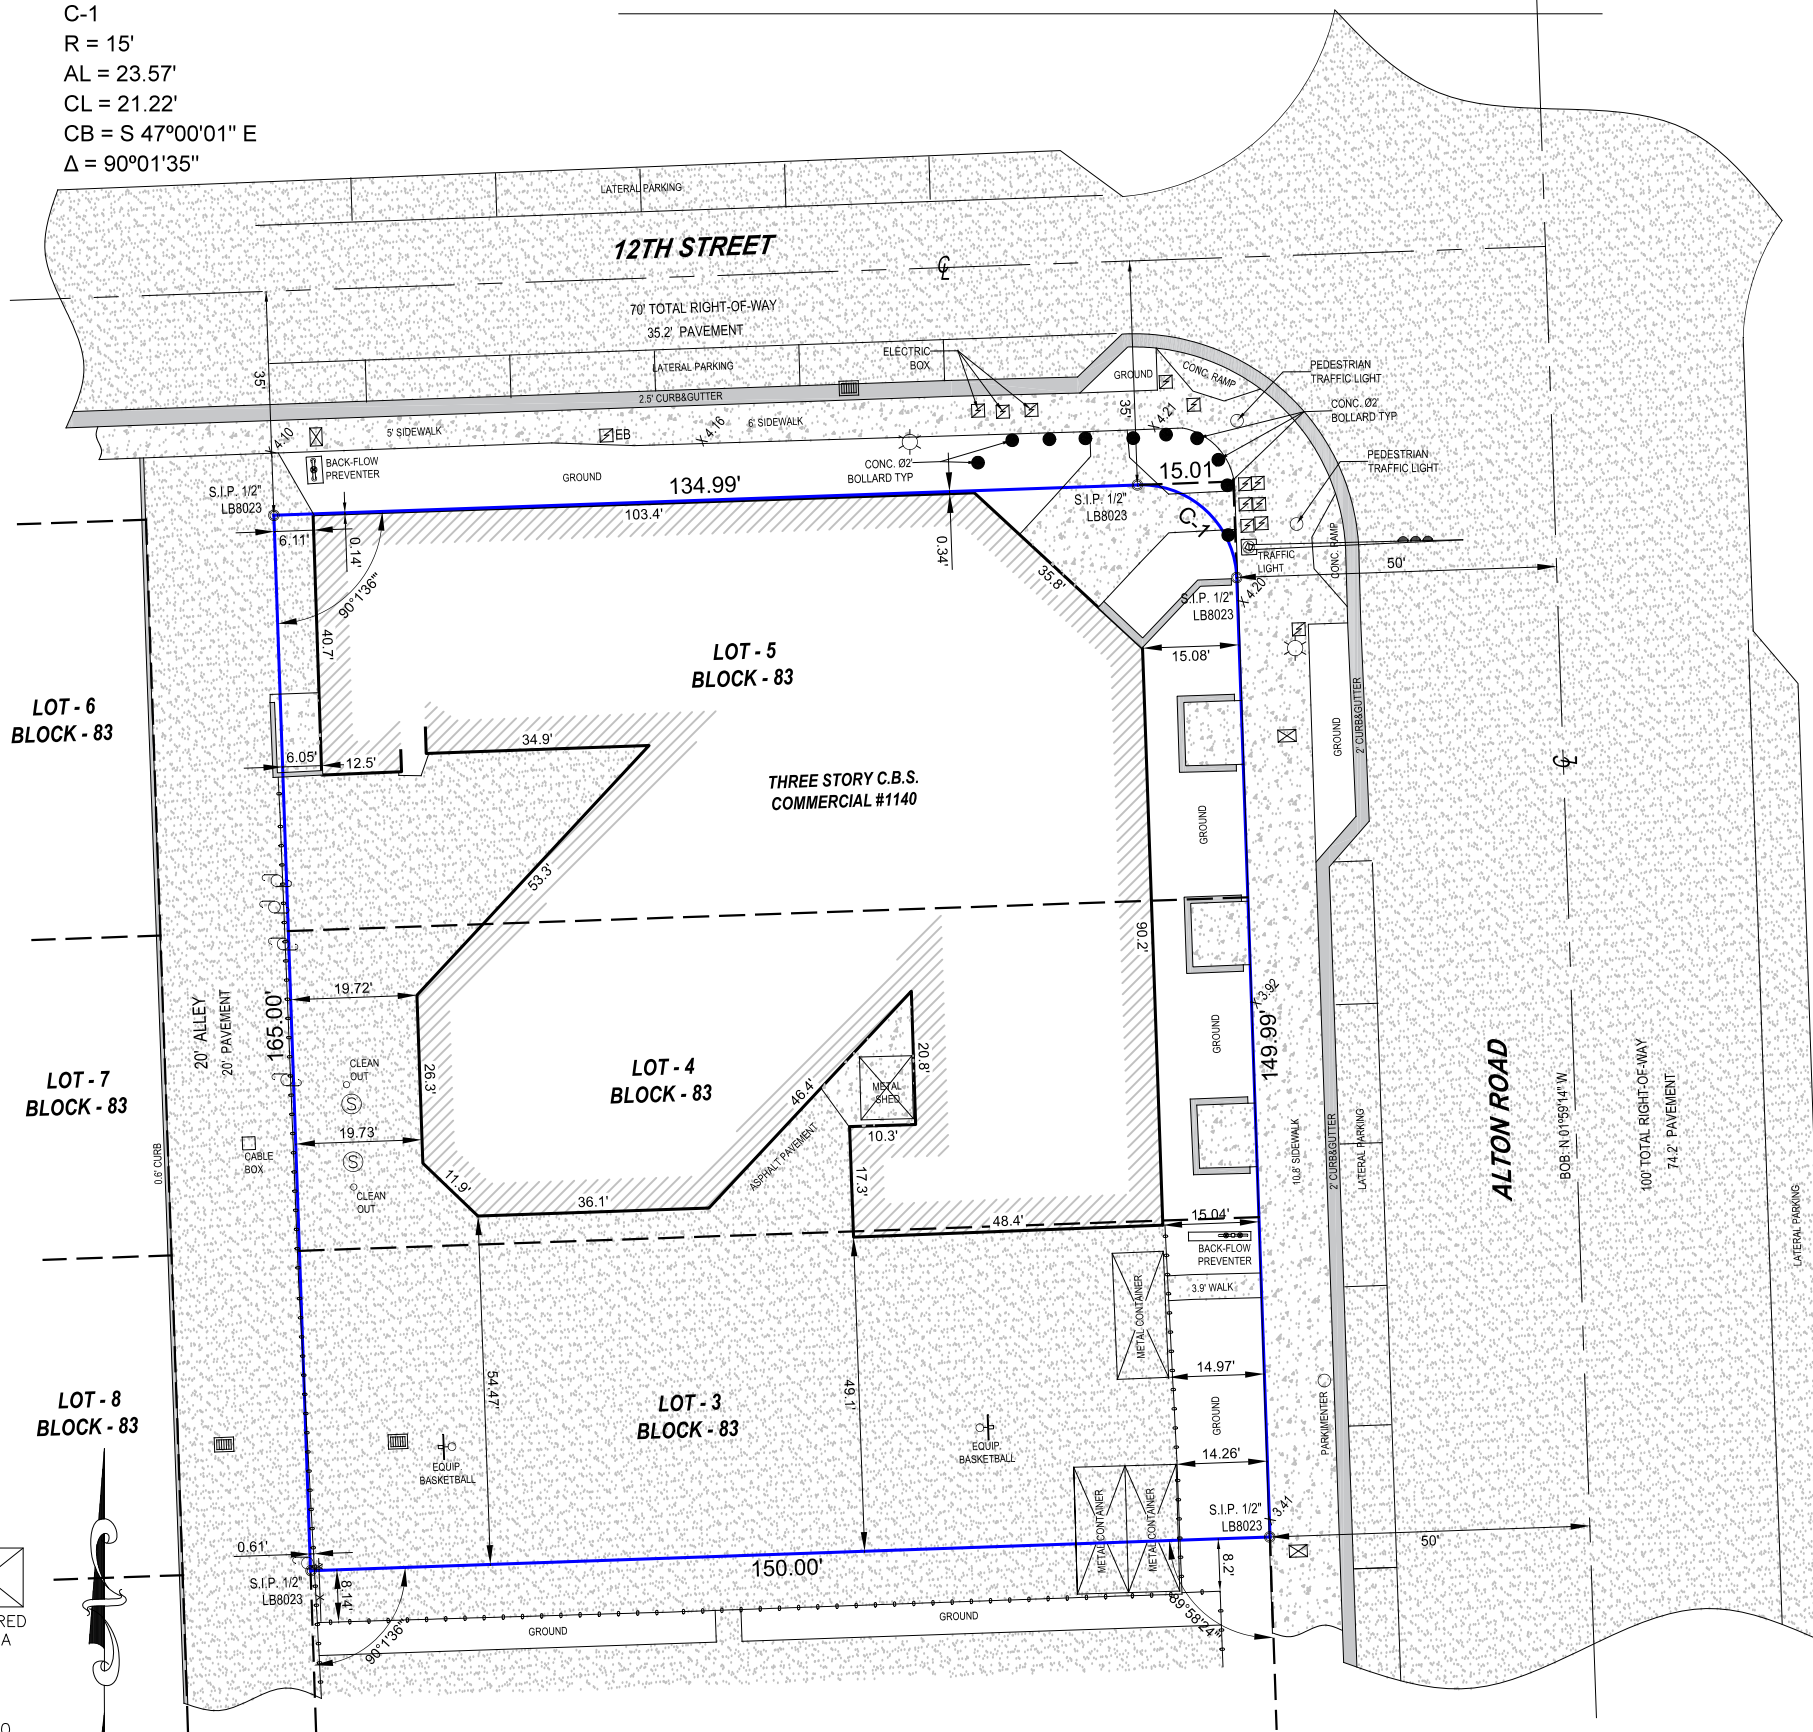 C-1
R = 15'
AL = 23.57'
CL = 21.22'
CB = S 47º00'01" E
Δ = 90º01'35"
LATERAL PARKING
12TH STREET
70' TOTAL RIGHT-OF-WAY
35.2' PAVEMENT
35'
LATERAL PARKING
ELECTRIC
BOX
GROUND
CONC. RAMP
PEDESTRIAN
TRAFFIC LIGHT
2.5' CURB&GUTTER
35'
X 4.21
CONC. Ø2'
BOLLARD TYP
X 4.10
5' SIDEWALK
EB
X 4.16
6' SIDEWALK
PEDESTRIAN
TRAFFIC LIGHT
BACK-FLOW
PREVENTER
GROUND
CONC. Ø2'
BOLLARD TYP
S.I.P. 1/2"
LB8023
134.99'
15.01
S.I.P. 1/2"
LB8023
C-1
103.4'
6.11'
0.14'
0.34'
TRAFFIC
LIGHT
CONC. RAMP
50'
90°1'36"
35.8'
S.I.P. 1/2"
LB8023
X 4.20
40.7'
LOT - 5
BLOCK - 83
15.08'
LOT - 6
BLOCK - 83
2' CURB&GUTTER
GROUND
34.9'
6.05'
12.5'
THREE STORY C.B.S.
COMMERCIAL #1140
GROUND
53.3'
90.2'
20' ALLEY
20' PAVEMENT
165.00'
19.72'
X 3.92
149.99'
GROUND
LOT - 7
BLOCK - 83
CLEAN
OUT
S
26.3'
LOT - 4
BLOCK - 83
46.4'
METAL
SHED
20.8'
10.3'
ALTON ROAD
BOB N 01°59'14" W
100' TOTAL RIGHT-OF-WAY
74.2' PAVEMENT
19.73'
S
CABLE
BOX
0.6' CURB
CLEAN
OUT
11.9'
36.1'
ASPHALT PAVEMENT
17.3'
48.4'
15.04'
10.8' SIDEWALK
2' CURB&GUTTER
LATERAL PARKING
LATERAL PARKING
BACK-FLOW
PREVENTER
3.9' WALK
METAL CONTAINER
14.97'
54.47'
49.1'
LOT - 8
BLOCK - 83
LOT - 3
BLOCK - 83
GROUND
PARKIMENTER
EQUIP.
BASKETBALL
EQUIP.
BASKETBALL
14.26'
METAL CONTAINER
METAL CONTAINER
S.I.P. 1/2"
LB8023
X 3.41
50'
0.61'
150.00'
S.I.P. 1/2"
LB8023
8.14'
8.2'
90°1'36"
89°58'24"
GROUND
GROUND
RED
A